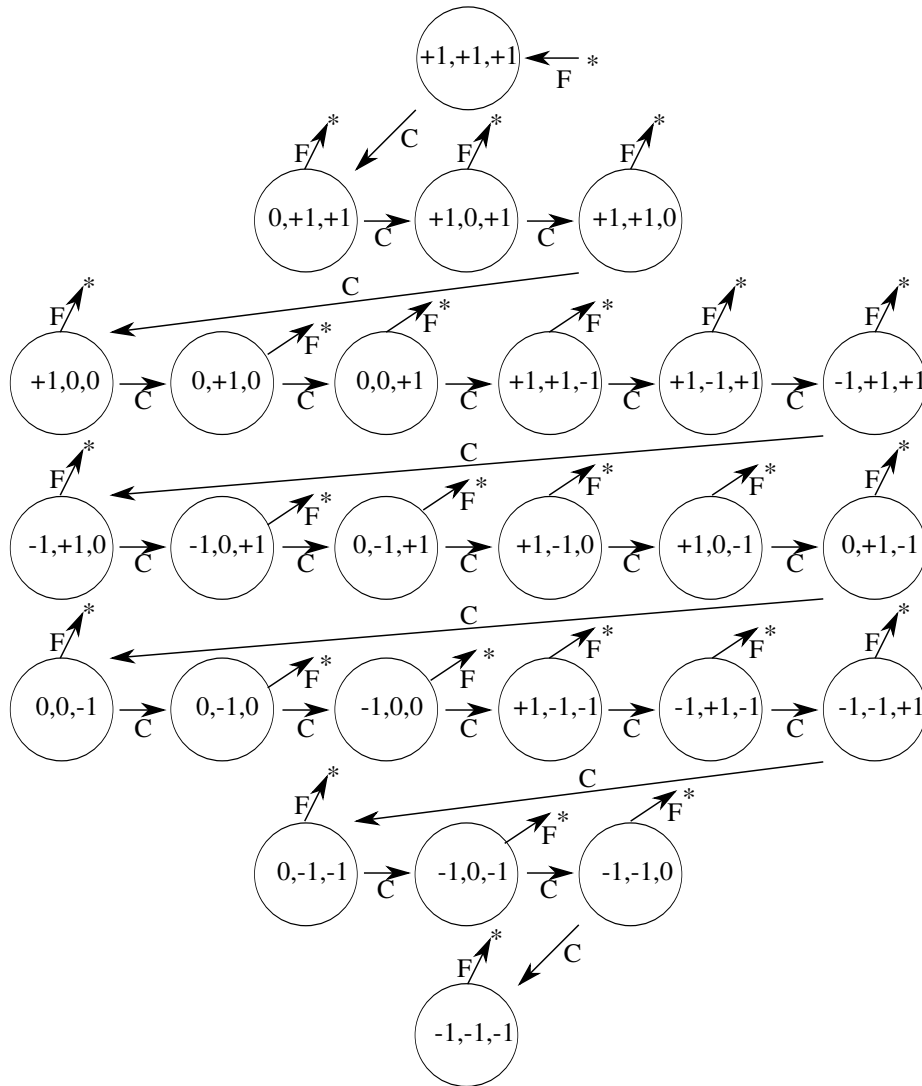 +1,+1,+1
F *
C
F* F* F*
0,+1,+1 C +1,0,+1 C +1,+1,0
C
F* F* F* F* F* F*
+1,0,0 C 0,+1,0 C 0,0,+1 C +1,+1,-1 C +1,-1,+1 C -1,+1,+1
C
F* F* F* F* F* F*
-1,+1,0 C -1,0,+1 C 0,-1,+1 C +1,-1,0 C +1,0,-1 C 0,+1,-1
C
F* F* F* F* F* F*
0,0,-1 C 0,-1,0 C -1,0,0 C +1,-1,-1 C -1,+1,-1 C -1,-1,+1
C
F* F* F*
0,-1,-1 C -1,0,-1 C -1,-1,0
C
F*
-1,-1,-1